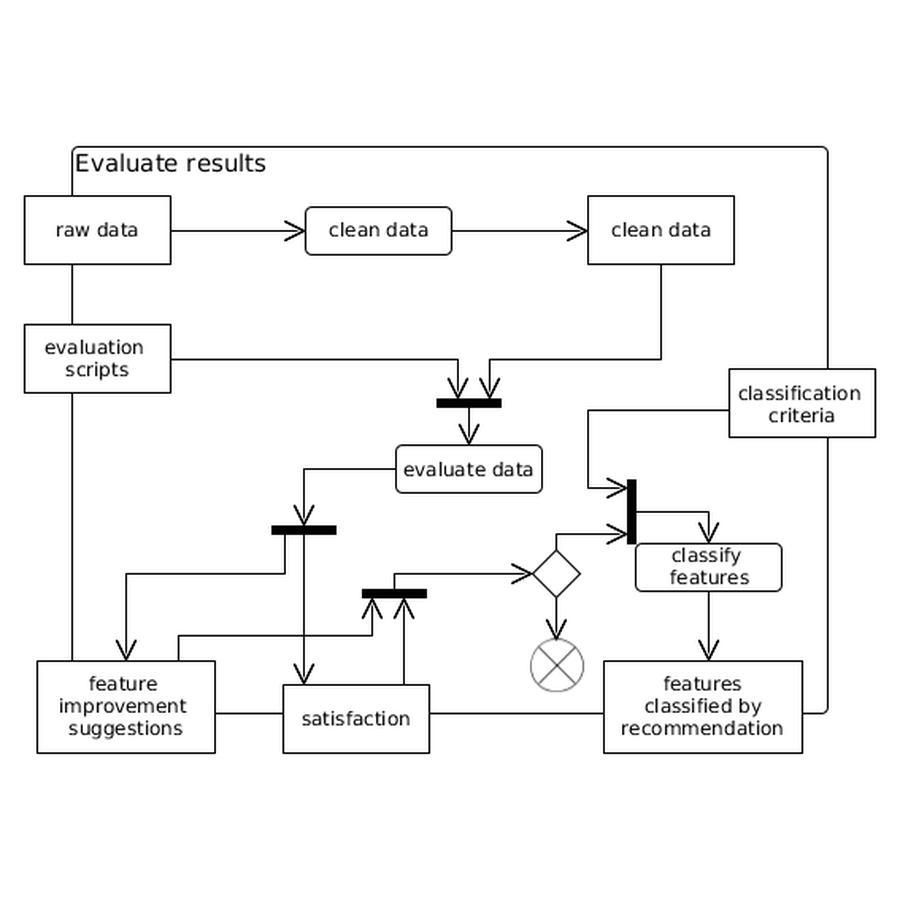 Evaluate results
raw data
clean data
clean data
evaluation
scripts
classification
criteria
evaluate data
classify
features
feature
improvement
suggestions
satisfaction
features
classified by
recommendation